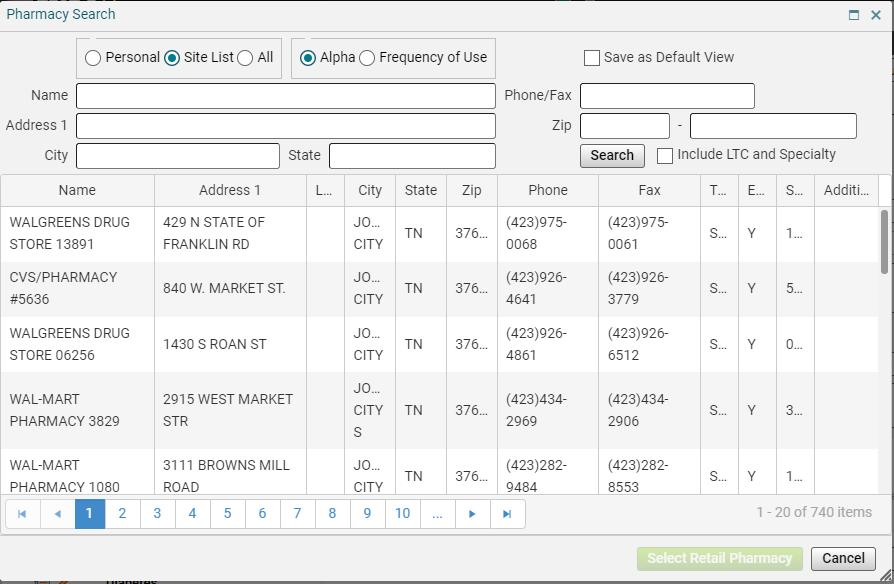 Pharmacy Search
Personal Site List All Alpha Frequency of Use Save as Default View
Name Phone/Fax
Address 1 Zip -
City State Search Include LTC and Specialty
Name Address 1 L... City State Zip Phone Fax T... E... S... Additi...
WALGREENS DRUG 429 N STATE OF JO... (423)975- (423)975-
STORE 13891 FRANKLIN RD CITY TN 376... 0068 0061 S... Y 1...
CVS/PHARMACY JO... (423)926- (423)926-
#5636 840 W. MARKET ST. CITY TN 376... 4641 3779 S... Y 5...
WALGREENS DRUG JO... (423)926- (423)926-
STORE 06256 1430 S ROAN ST CITY TN 376... 4861 6512 S... Y 0...
JO...
WAL-MART 2915 WEST MARKET CITY TN 376... (423)434- (423)434- S... Y 3...
PHARMACY 3829 STR S 2969 2906
WAL-MART 3111 BROWNS MILL JO... (423)282- (423)282-
PHARMACY 1080 ROAD CITY TN 376... 9484 8553 S... Y 1...
1 2 3 4 5 6 7 8 9 10 ... 1 - 20 of 740 items
Select Retail Pharmacy Cancel